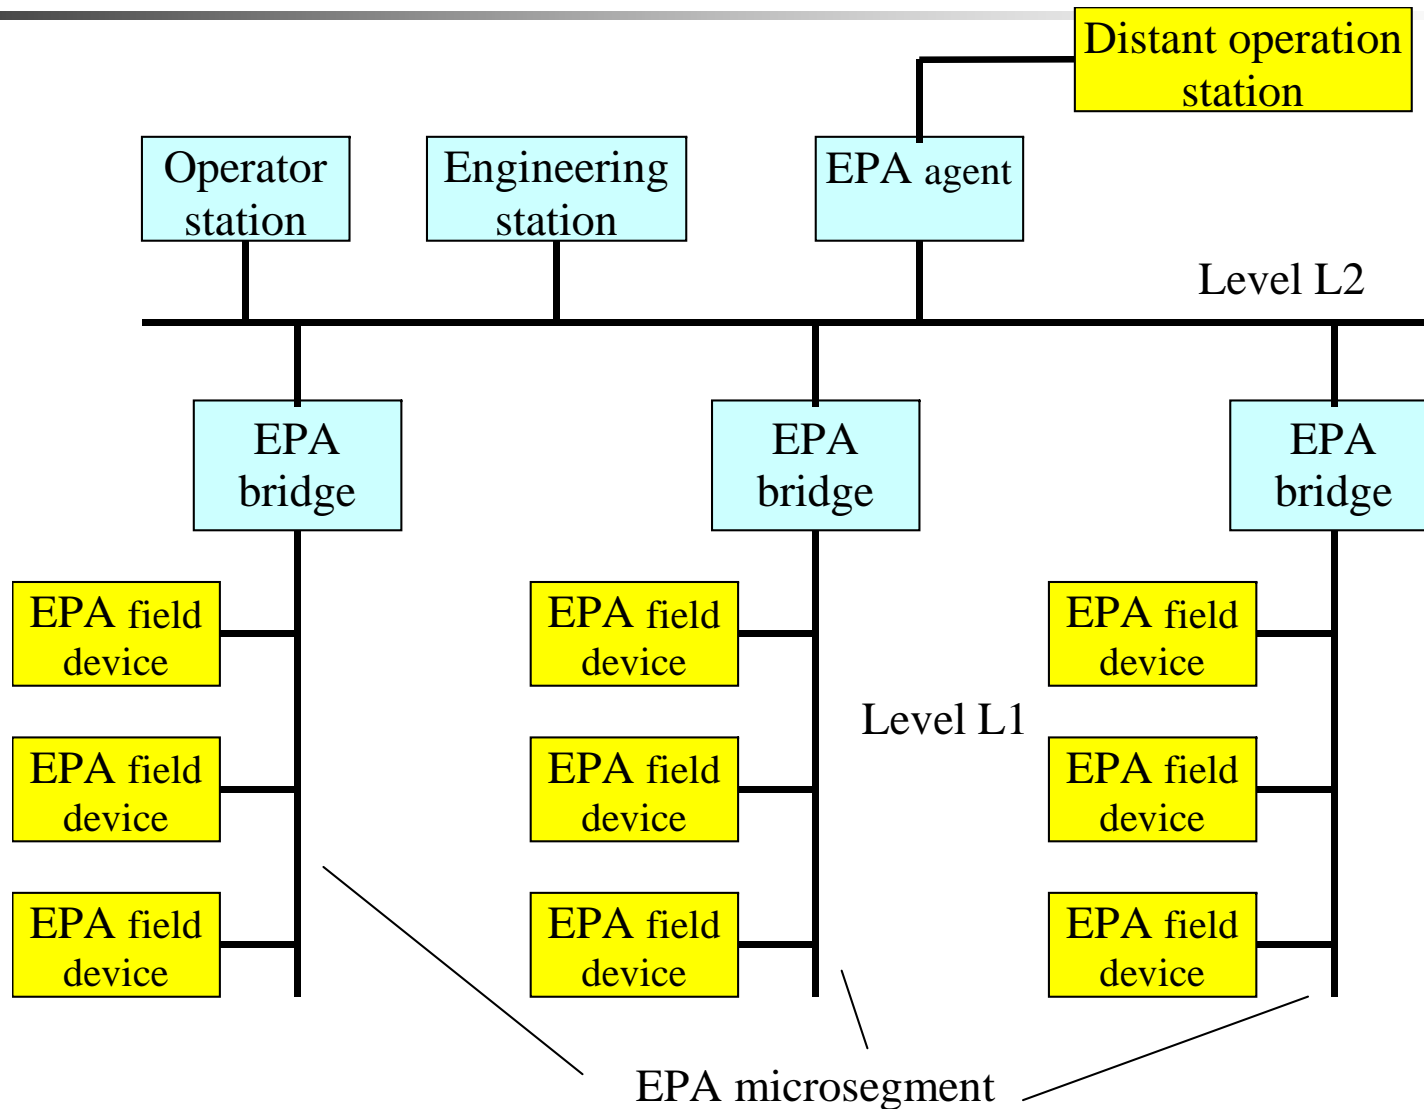 Distant operation
station
Operator
station
Engineering
station
EPA agent
Level L2
EPA
bridge
EPA
bridge
EPA
bridge
EPA field
device
EPA field
device
EPA field
device
Level L1
EPA field
device
EPA field
device
EPA field
device
EPA field
device
EPA field
device
EPA field
device
EPA microsegment